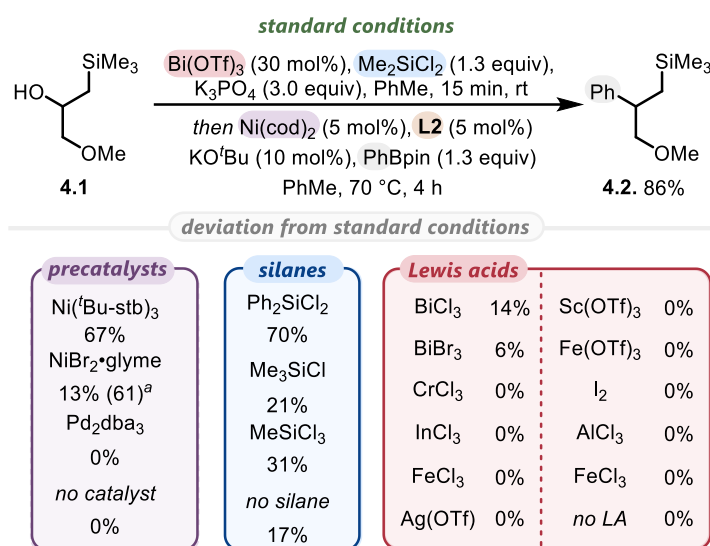 standard conditions
SiMe3
HO
OMe
4.1
Bi(OTf)3 (30 mol%), Me2SiCl2 (1.3 equiv),
K3PO4 (3.0 equiv), PhMe, 15 min, rt
then Ni(cod)2 (5 mol%), L2 (5 mol%)
KOtBu (10 mol%), PhBpin (1.3 equiv)
PhMe, 70 °C, 4 h
SiMe3
Ph
OMe
4.2. 86%
deviation from standard conditions
precatalysts
Ni(tBu-stb)3
67%
NiBr2•glyme
13% (61)a
Pd2dba3
0%
no catalyst
0%
silanes
Ph2SiCl2
70%
Me3SiCl
21%
MeSiCl3
31%
no silane
17%
Lewis acids
BiCl3 14%
BiBr3 6%
CrCl3 0%
InCl3 0%
FeCl3 0%
Ag(OTf) 0%
Sc(OTf)3 0%
Fe(OTf)3 0%
I2 0%
AlCl3 0%
FeCl3 0%
no LA 0%